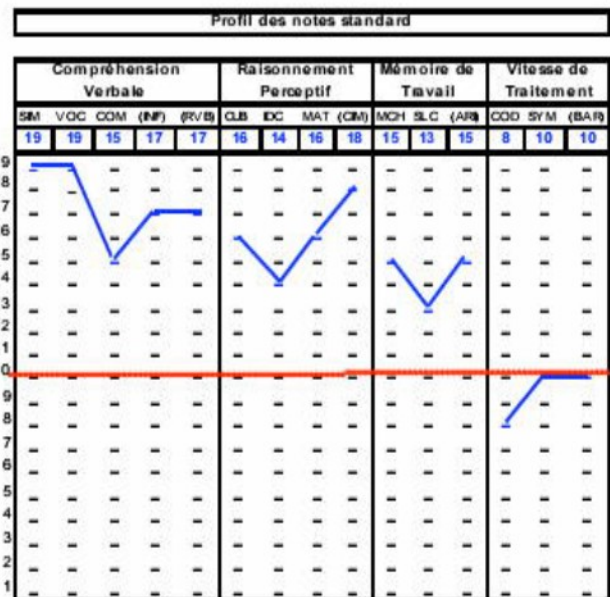 Profil des notes standard
Compréhension Verbale
Raisonnement Perceptif
Mémoire de Travail
Vitesse de Traitement
SIM VOC COM (INF) (RVB) CUB IDC MAT (CIM) MCH SLC (ARI) COD SYM (BAR)
19 19 15 17 17 16 14 16 18 15 13 15 8 10 10
9
8
7
6
5
4
3
2
1
0
9
8
7
6
5
4
3
2
1